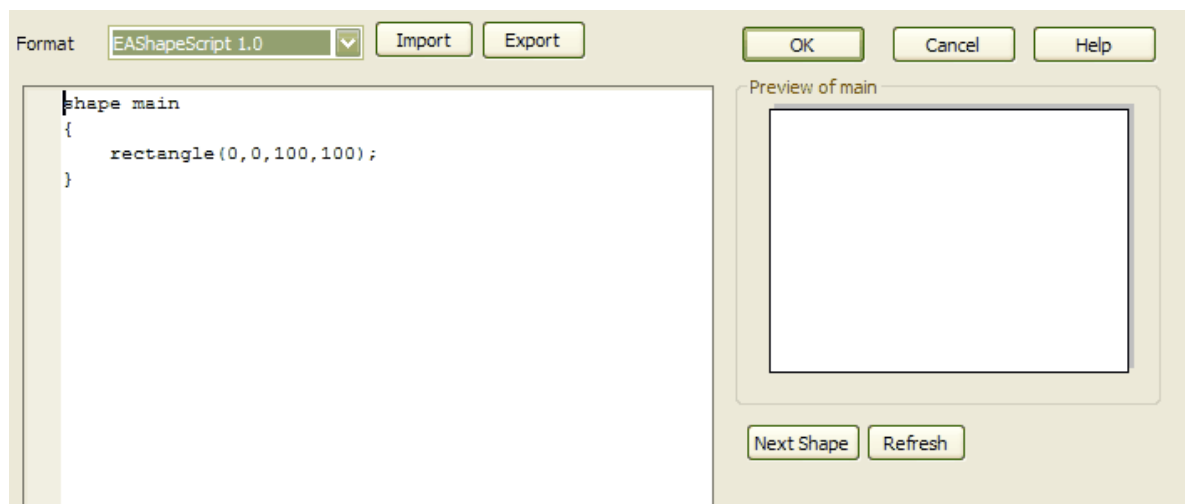 Format EAShapeScript 1.0 Import Export OK Cancel Help
shape main
{
    rectangle(0,0,100,100);
}
Preview of main
Next Shape Refresh